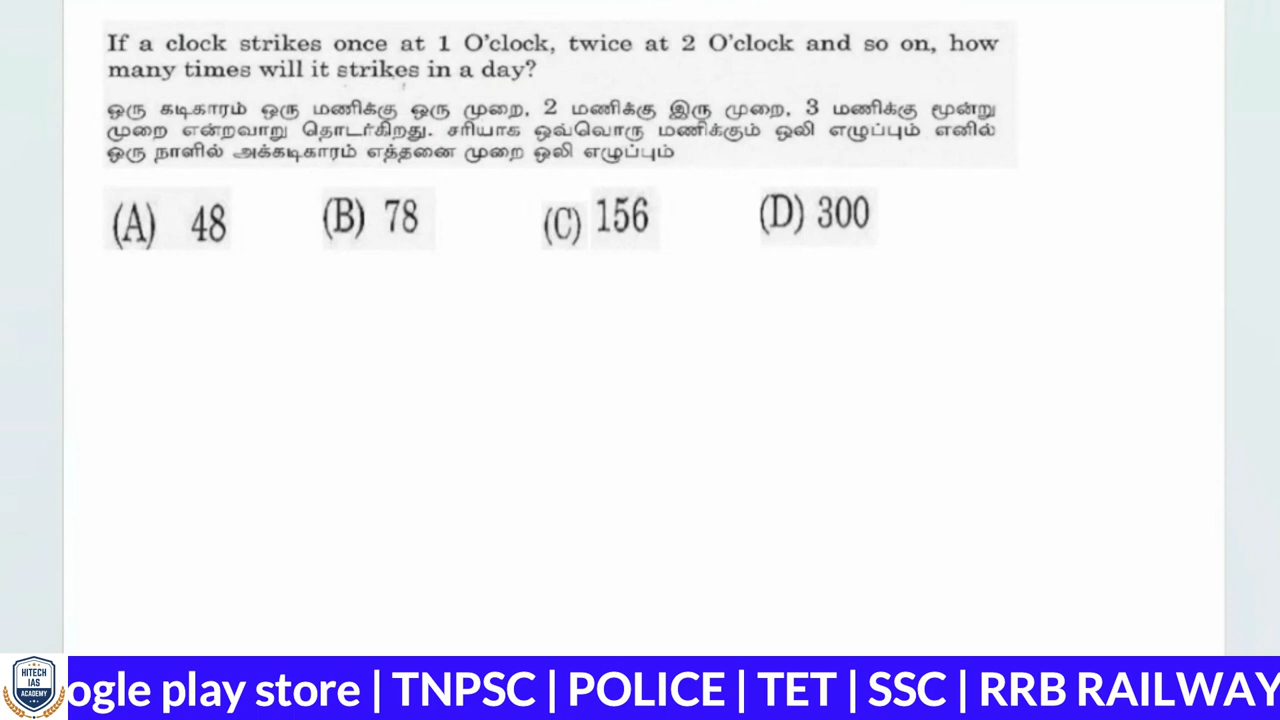 If a clock strikes once at 1 O'clock, twice at 2 O'clock and so on, how
many times will it strikes in a day?
ஒரு கடிகாரம் ஒரு மணிக்கு ஒரு முறை, 2 மணிக்கு இரு முறை, 3 மணிக்கு மூன்று
முறை என்றவாறு தொடர்கிறது. சரியாக ஒவ்வொரு மணிக்கும் ஒலி எழுப்பும் எனில்
ஒரு நாளில் அக்கடிகாரம் எத்தனை முறை ஒலி எழுப்பும்
(A) 48 (B) 78 (C) 156 (D) 300
HITECH
IAS
ACADEMY
ogle play store | TNPSC | POLICE | TET | SSC | RRB RAILWAY